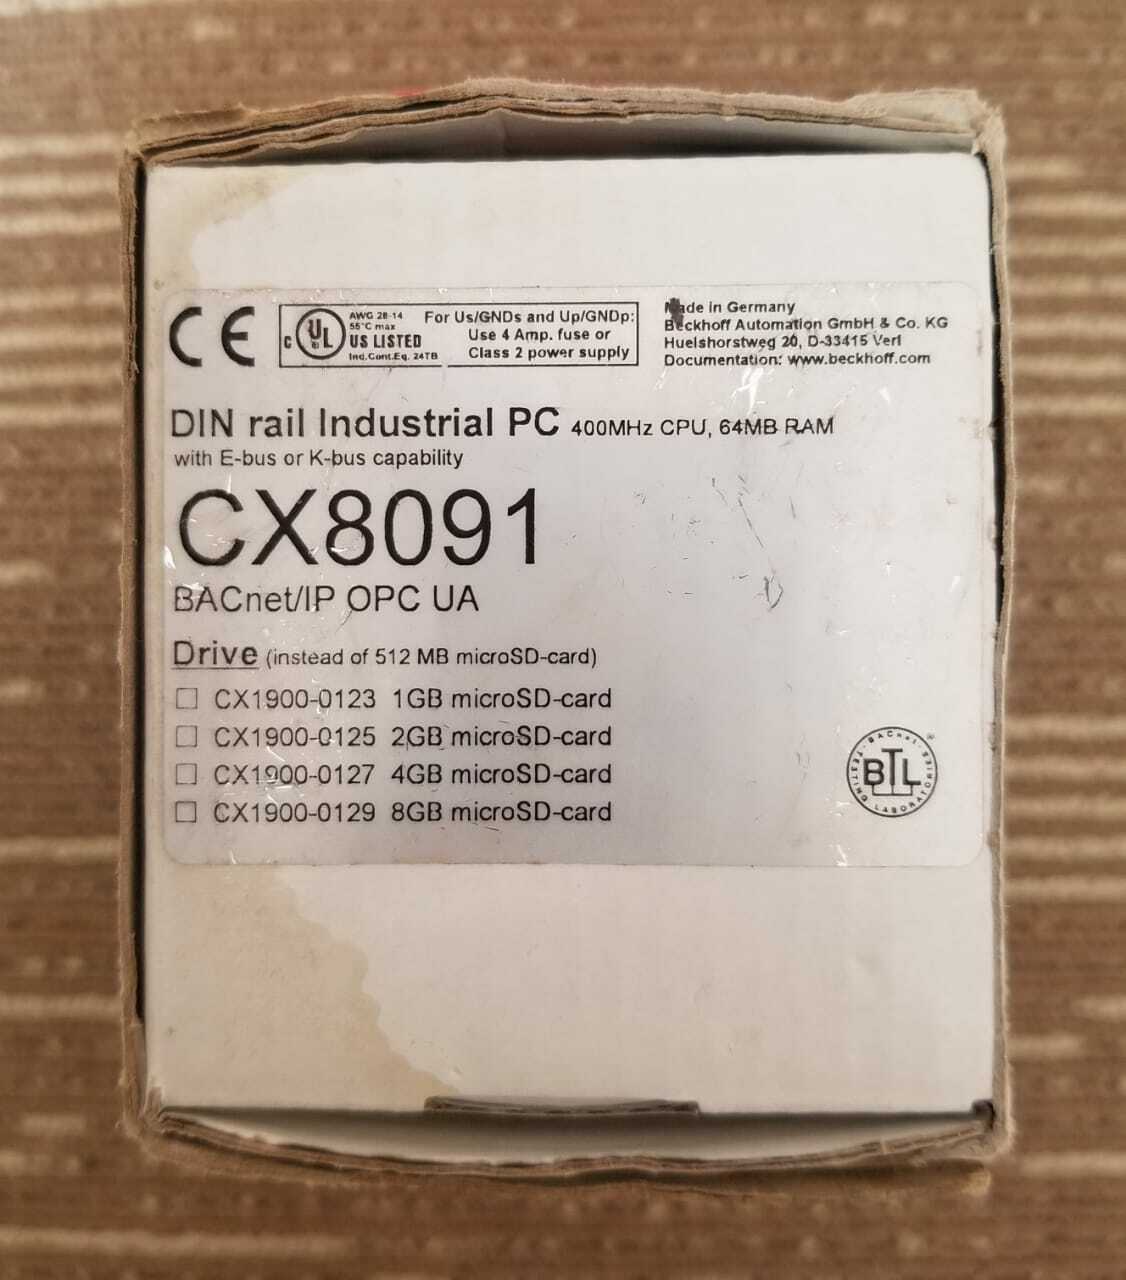 CE
AWG 28-14
55°C max
C UL US LISTED
Ind.Cont.Eq. 24TB
For Us/GNDs and Up/GNDp:
Use 4 Amp. fuse or
Class 2 power supply
Made in Germany
Beckhoff Automation GmbH & Co. KG
Huelshorstweg 20, D-33415 Verl
Documentation: www.beckhoff.com
DIN rail Industrial PC 400MHz CPU, 64MB RAM
with E-bus or K-bus capability
CX8091
BACnet/IP OPC UA
Drive (instead of 512 MB microSD-card)
CX1900-0123 1GB microSD-card
CX1900-0125 2GB microSD-card
CX1900-0127 4GB microSD-card
CX1900-0129 8GB microSD-card
BACnet
TESTING LABORATORIES
BTL
®